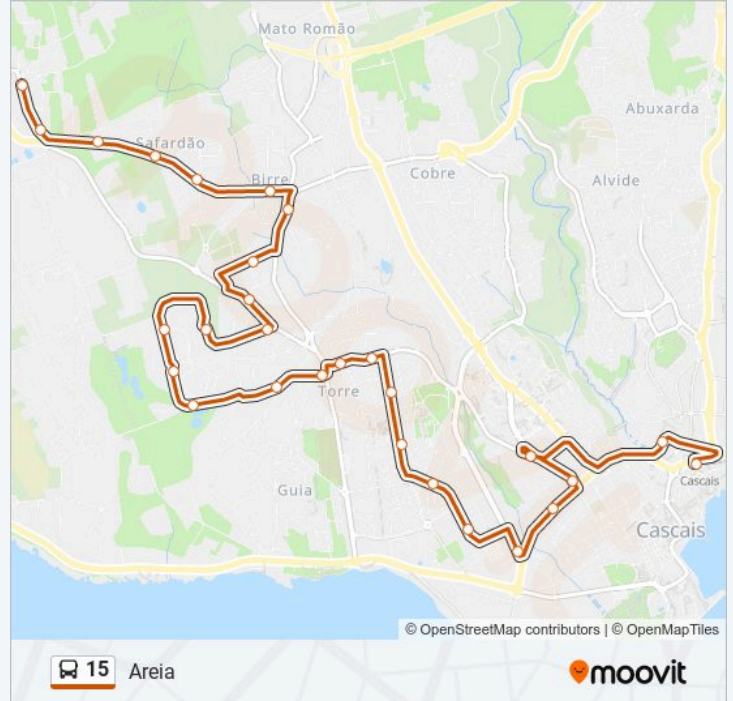 Mato Romão
Abuxarda
Safardão
Cobre
Birre
Alvide
Torre
Guia
Cascais
Cascais
© OpenStreetMap contributors | © OpenMapTiles
15 Areia
moovit